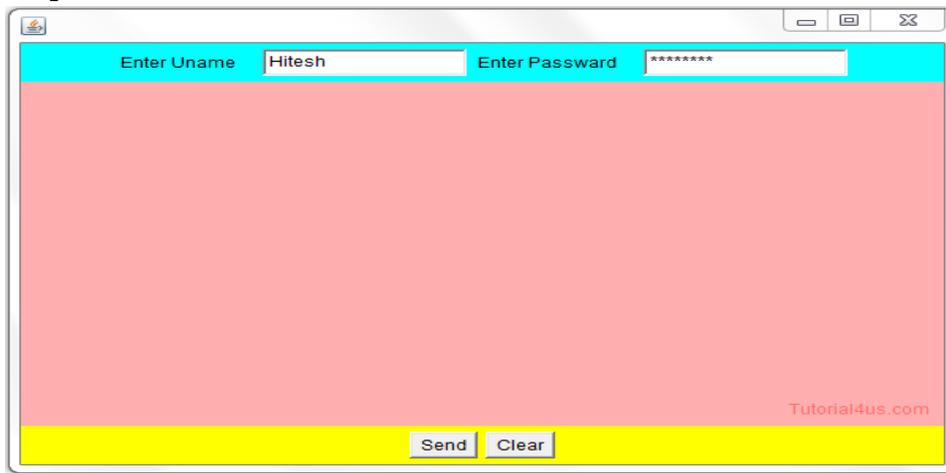 Enter Uname Hitesh Enter Passward ********
Tutorial4us.com
Send Clear